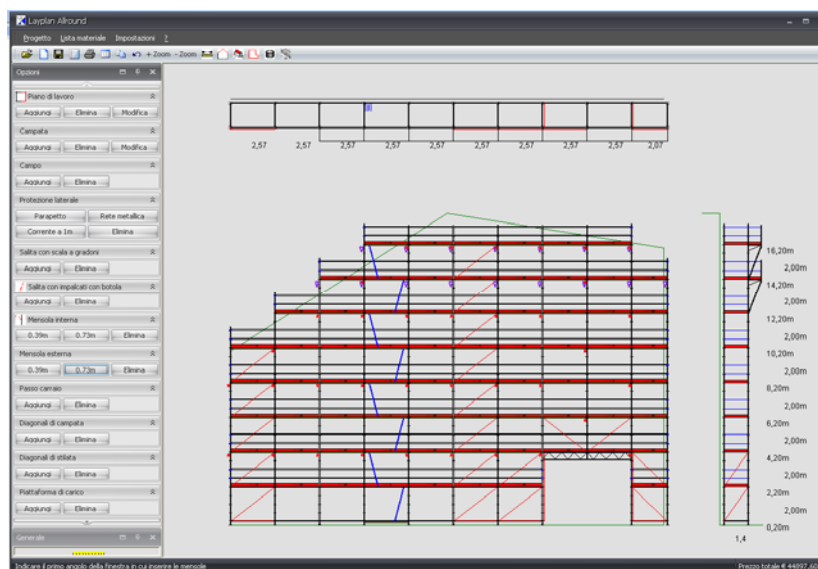 Layplan Allround
Progetto Lista materiale Impostazioni ?
+ Zoom - Zoom
Opzioni
Piano di lavoro
Aggiungi Elimina Modifica
Campata
Aggiungi Elimina Modifica
Campo
Aggiungi Elimina
Protezione laterale
Parapetto Rete metallica
Corrente a 1m Elimina
Salita con scala a gradoni
Aggiungi Elimina
Salita con impalcati con botola
Aggiungi Elimina
Mensola interna
0.39m 0.73m Elimina
Mensola esterna
0.39m 0.73m Elimina
Passo carraio
Aggiungi Elimina
Diagonali di campata
Aggiungi Elimina
Diagonali di stilata
Aggiungi Elimina
Piattaforma di carico
Aggiungi Elimina
Generale
2,57 2,57 2,57 2,57 2,57 2,57 2,57 2,57 2,57 2,07
16,20m
2,00m
14,20m
2,00m
12,20m
2,00m
10,20m
2,00m
8,20m
2,00m
6,20m
2,00m
4,20m
2,00m
2,20m
2,00m
0,20m
1,4
Indicare il primo angolo della finestra in cui inserire le mensole
Prezzo totale € 44897,60